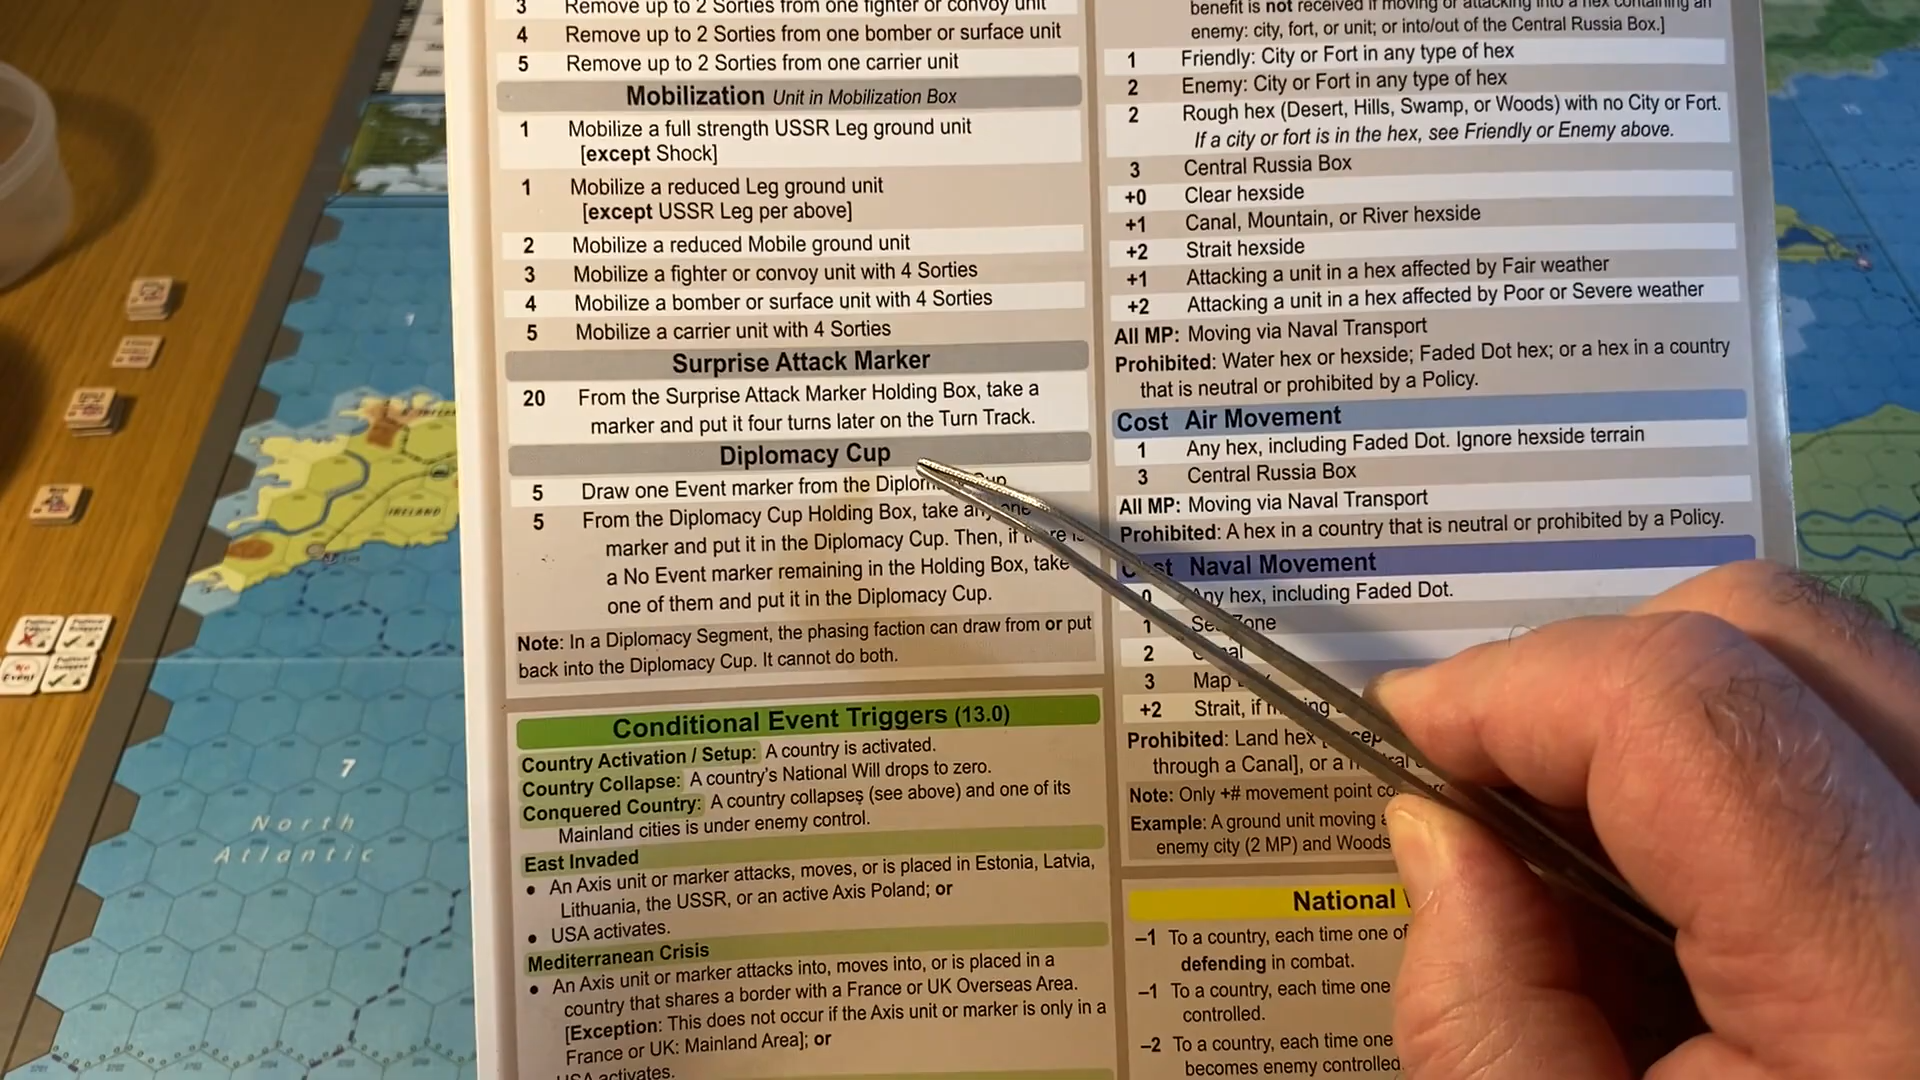 3 Remove up to 2 Sorties from one fighter or convoy unit
4 Remove up to 2 Sorties from one bomber or surface unit
5 Remove up to 2 Sorties from one carrier unit
Mobilization Unit in Mobilization Box
1 Mobilize a full strength USSR Leg ground unit
[except Shock]
1 Mobilize a reduced Leg ground unit
[except USSR Leg per above]
2 Mobilize a reduced Mobile ground unit
3 Mobilize a fighter or convoy unit with 4 Sorties
4 Mobilize a bomber or surface unit with 4 Sorties
5 Mobilize a carrier unit with 4 Sorties
Surprise Attack Marker
20 From the Surprise Attack Marker Holding Box, take a
marker and put it four turns later on the Turn Track.
Diplomacy Cup
5 Draw one Event marker from the Cup
5 From the Diplomacy Cup Holding Box, take any one
marker and put it in the Diplomacy Cup. Then, if
a No Event marker remaining in the Holding Box, take
one of them and put it in the Diplomacy Cup.
Note: In a Diplomacy Segment, the phasing faction can draw from or put
back into the Diplomacy Cup. It cannot do both.
Conditional Event Triggers (13.0)
Country Activation / Setup: A country is activated.
Country Collapse: A country's National Will drops to zero.
Conquered Country: A country collapses (see above) and one of its
Mainland cities is under enemy control.
East Invaded
• An Axis unit or marker attacks, moves, or is placed in Estonia, Latvia,
Lithuania, the USSR, or an active Axis Poland; or
• USA activates.
Mediterranean Crisis
• An Axis unit or marker attacks into, moves into, or is placed in a
country that shares a border with a France or UK Overseas Area.
[Exception: This does not occur if the Axis unit or marker is only in a
France or UK: Mainland Area]; or
USA activates.
benefit is not received if moving or attacking into a hex containing an
enemy: city, fort, or unit; or into/out of the Central Russia Box.]
1 Friendly: City or Fort in any type of hex
2 Enemy: City or Fort in any type of hex
2 Rough hex (Desert, Hills, Swamp, or Woods) with no City or Fort.
If a city or fort is in the hex, see Friendly or Enemy above.
3 Central Russia Box
+0 Clear hexside
+1 Canal, Mountain, or River hexside
+2 Strait hexside
+1 Attacking a unit in a hex affected by Fair weather
+2 Attacking a unit in a hex affected by Poor or Severe weather
All MP: Moving via Naval Transport
Prohibited: Water hex or hexside; Faded Dot hex; or a hex in a country
that is neutral or prohibited by a Policy.
Cost Air Movement
1 Any hex, including Faded Dot. Ignore hexside terrain
3 Central Russia Box
All MP: Moving via Naval Transport
Prohibited: A hex in a country that is neutral or prohibited by a Policy.
Cost Naval Movement
0 Any hex, including Faded Dot.
1 Sea Zone
2
3 Map
+2 Strait, if
Prohibited: Land hex
through a Canal], or a
Note: Only +# movement point
Example: A ground unit moving
enemy city (2 MP) and Woods
National
–1 To a country, each time one of
defending in combat.
–1 To a country, each time one
controlled.
–2 To a country, each time one
becomes enemy controlled.
IRELAND
7
North
Atlantic
No
Event